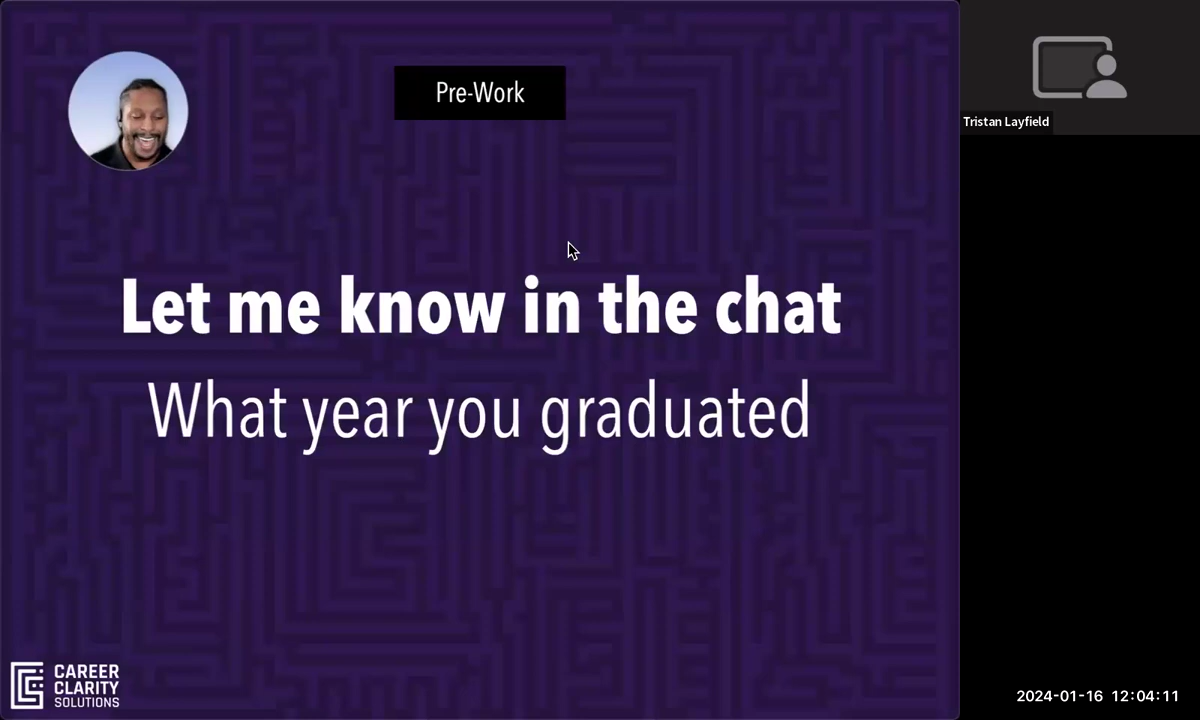 Pre-Work
Tristan Layfield
Let me know in the chat
What year you graduated
CAREER
CLARITY
SOLUTIONS
2024-01-16 12:04:11